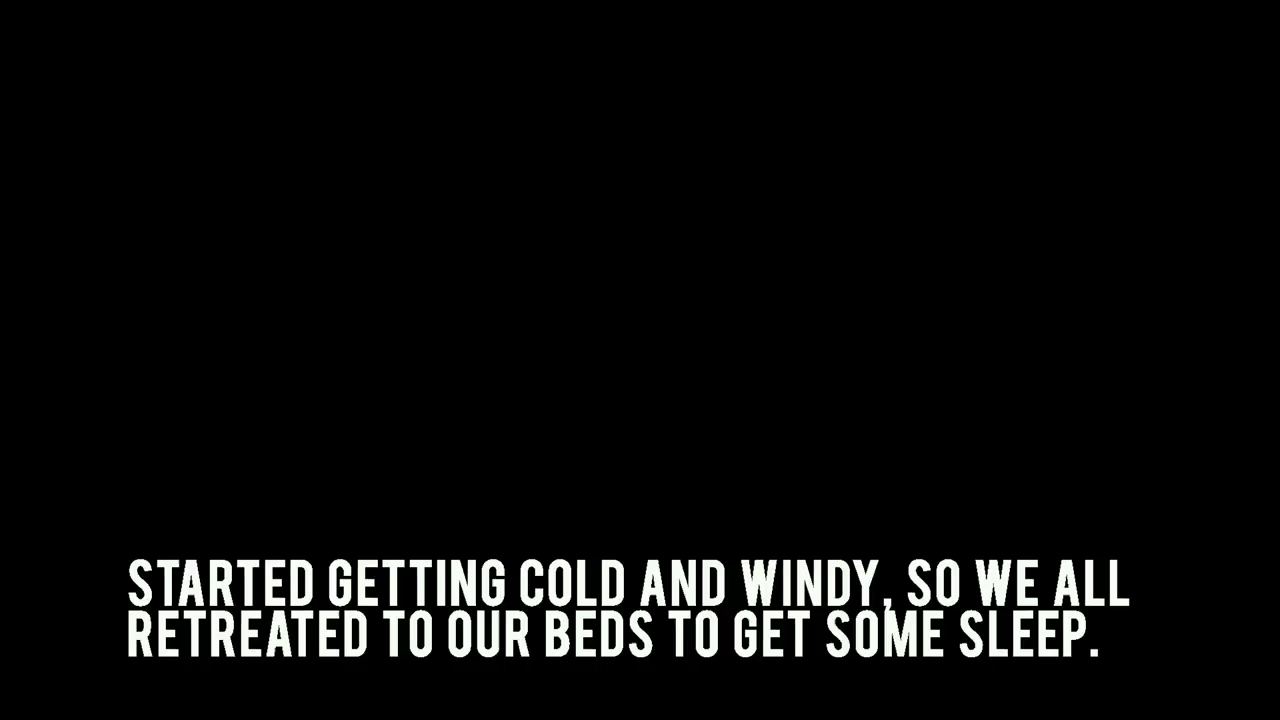 STARTED GETTING COLD AND WINDY, SO WE ALL
RETREATED TO OUR BEDS TO GET SOME SLEEP.